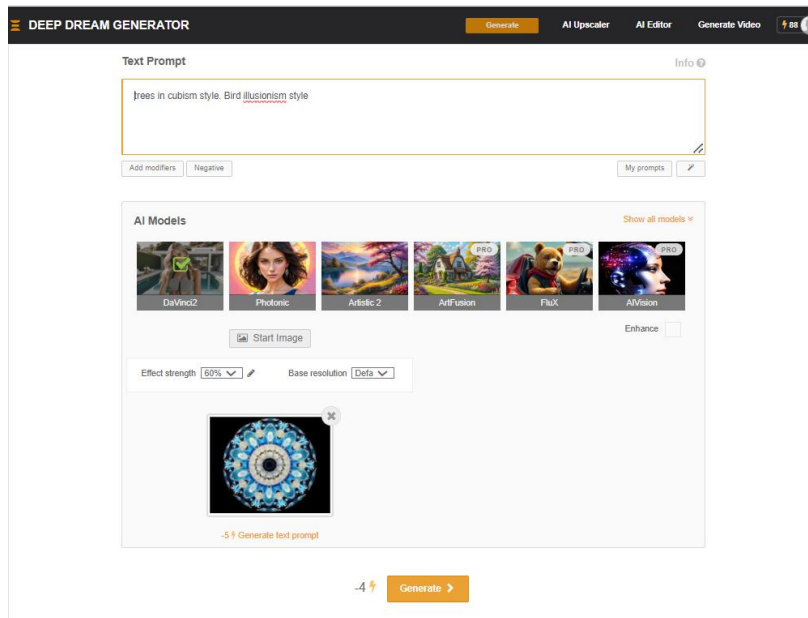 DEEP DREAM GENERATOR Generate AI Upscaler AI Editor Generate Video 88
Text Prompt Info
trees in cubism style. Bird illusionism style
Add modifiers Negative My prompts
AI Models Show all models
PRO PRO PRO
DaVinci2 Photonic Artistic 2 ArtFusion FluX AIVision
Start Image Enhance
Effect strength 60% Base resolution Defa
-5 Generate text prompt
-4 Generate